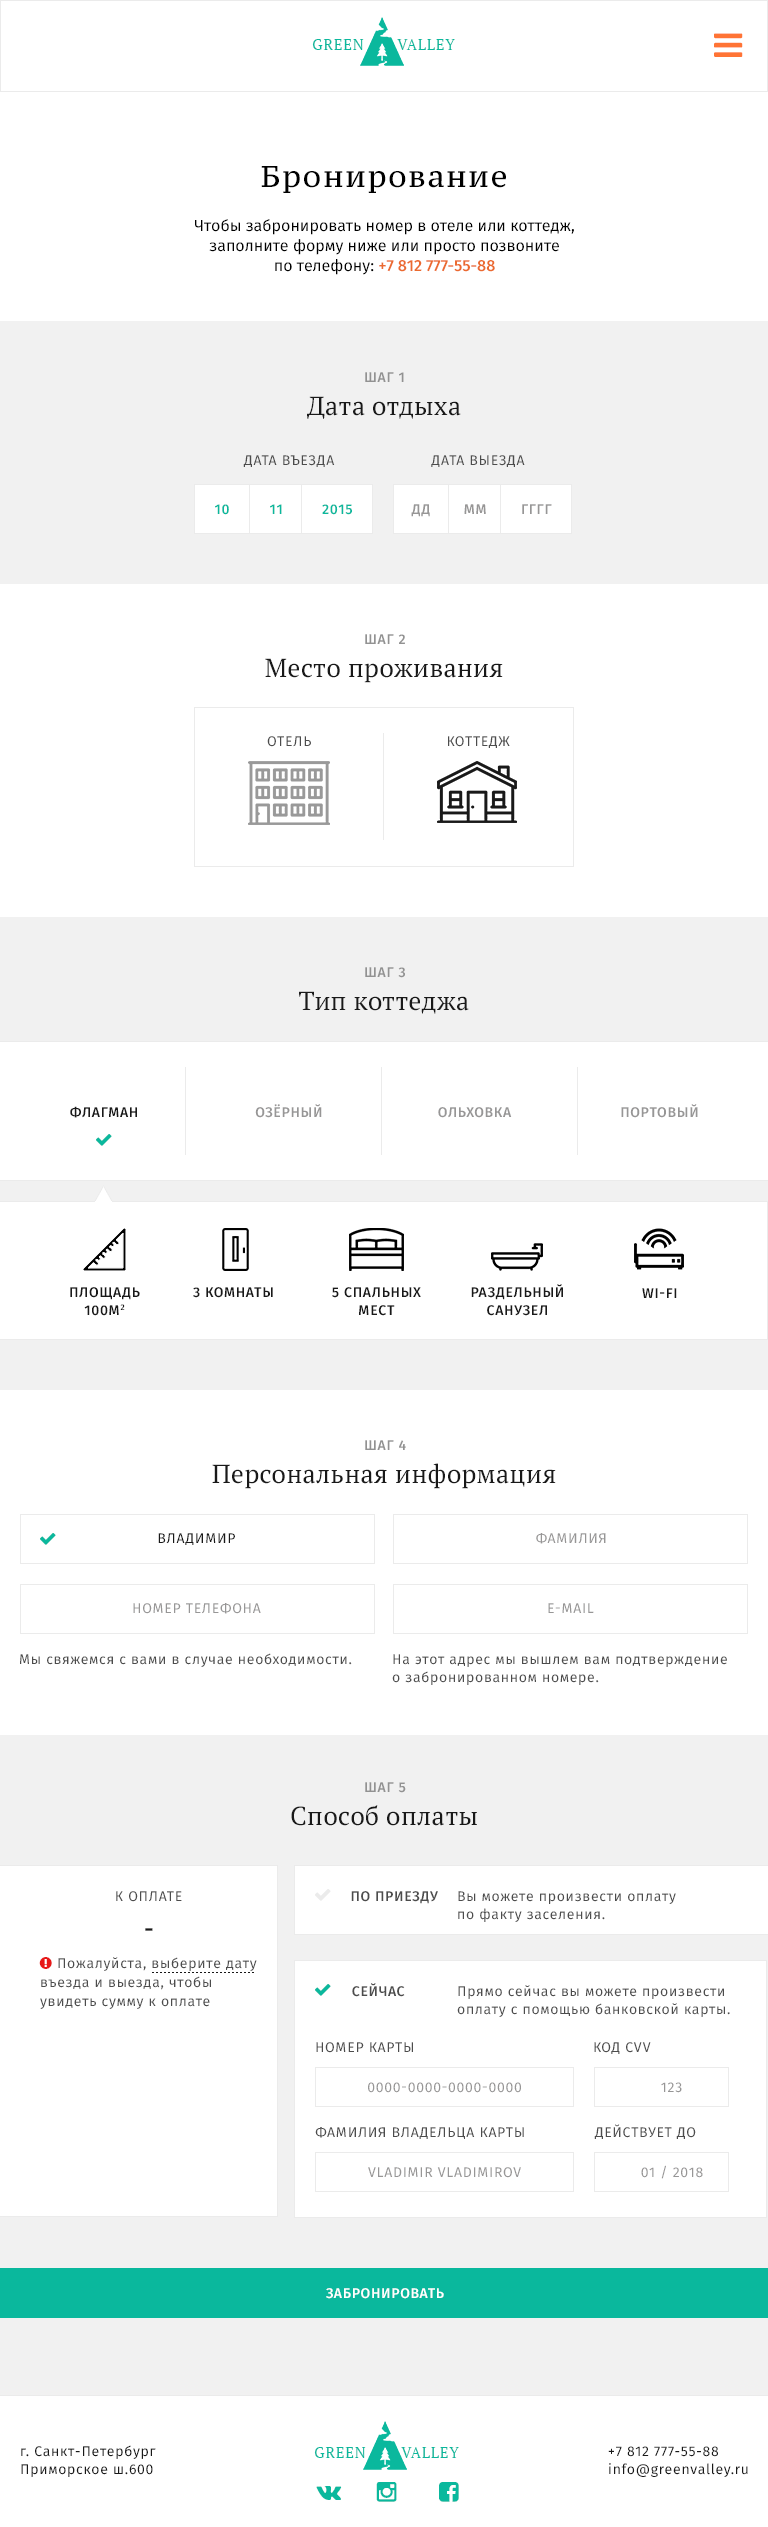 GREEN VALLEY
Бронирование
Чтобы забронировать номер в отеле или коттедж,
заполните форму ниже или просто позвоните
по телефону: +7 812 777-55-88
ШАГ 1
Дата отдыха
ДАТА ВЪЕЗДА
ДАТА ВЫЕЗДА
10 11 2015
ДД ММ ГГГГ
ШАГ 2
Место проживания
ОТЕЛЬ
КОТТЕДЖ
ШАГ 3
Тип коттеджа
ФЛАГМАН
ОЗЁРНЫЙ
ОЛЬХОВКА
ПОРТОВЫЙ
ПЛОЩАДЬ
100М²
3 КОМНАТЫ
5 СПАЛЬНЫХ
МЕСТ
РАЗДЕЛЬНЫЙ
САНУЗЕЛ
WI-FI
ШАГ 4
Персональная информация
ВЛАДИМИР
ФАМИЛИЯ
НОМЕР ТЕЛЕФОНА
E-MAIL
Мы свяжемся с вами в случае необходимости.
На этот адрес мы вышлем вам подтверждение
о забронированном номере.
ШАГ 5
Способ оплаты
К ОПЛАТЕ
-
Пожалуйста, выберите дату
въезда и выезда, чтобы
увидеть сумму к оплате
ПО ПРИЕЗДУ
Вы можете произвести оплату
по факту заселения.
СЕЙЧАС
Прямо сейчас вы можете произвести
оплату с помощью банковской карты.
НОМЕР КАРТЫ
КОД CVV
0000-0000-0000-0000
123
ФАМИЛИЯ ВЛАДЕЛЬЦА КАРТЫ
ДЕЙСТВУЕТ ДО
VLADIMIR VLADIMIROV
01 / 2018
ЗАБРОНИРОВАТЬ
г. Санкт-Петербург
Приморское ш.600
GREEN VALLEY
+7 812 777-55-88
info@greenvalley.ru